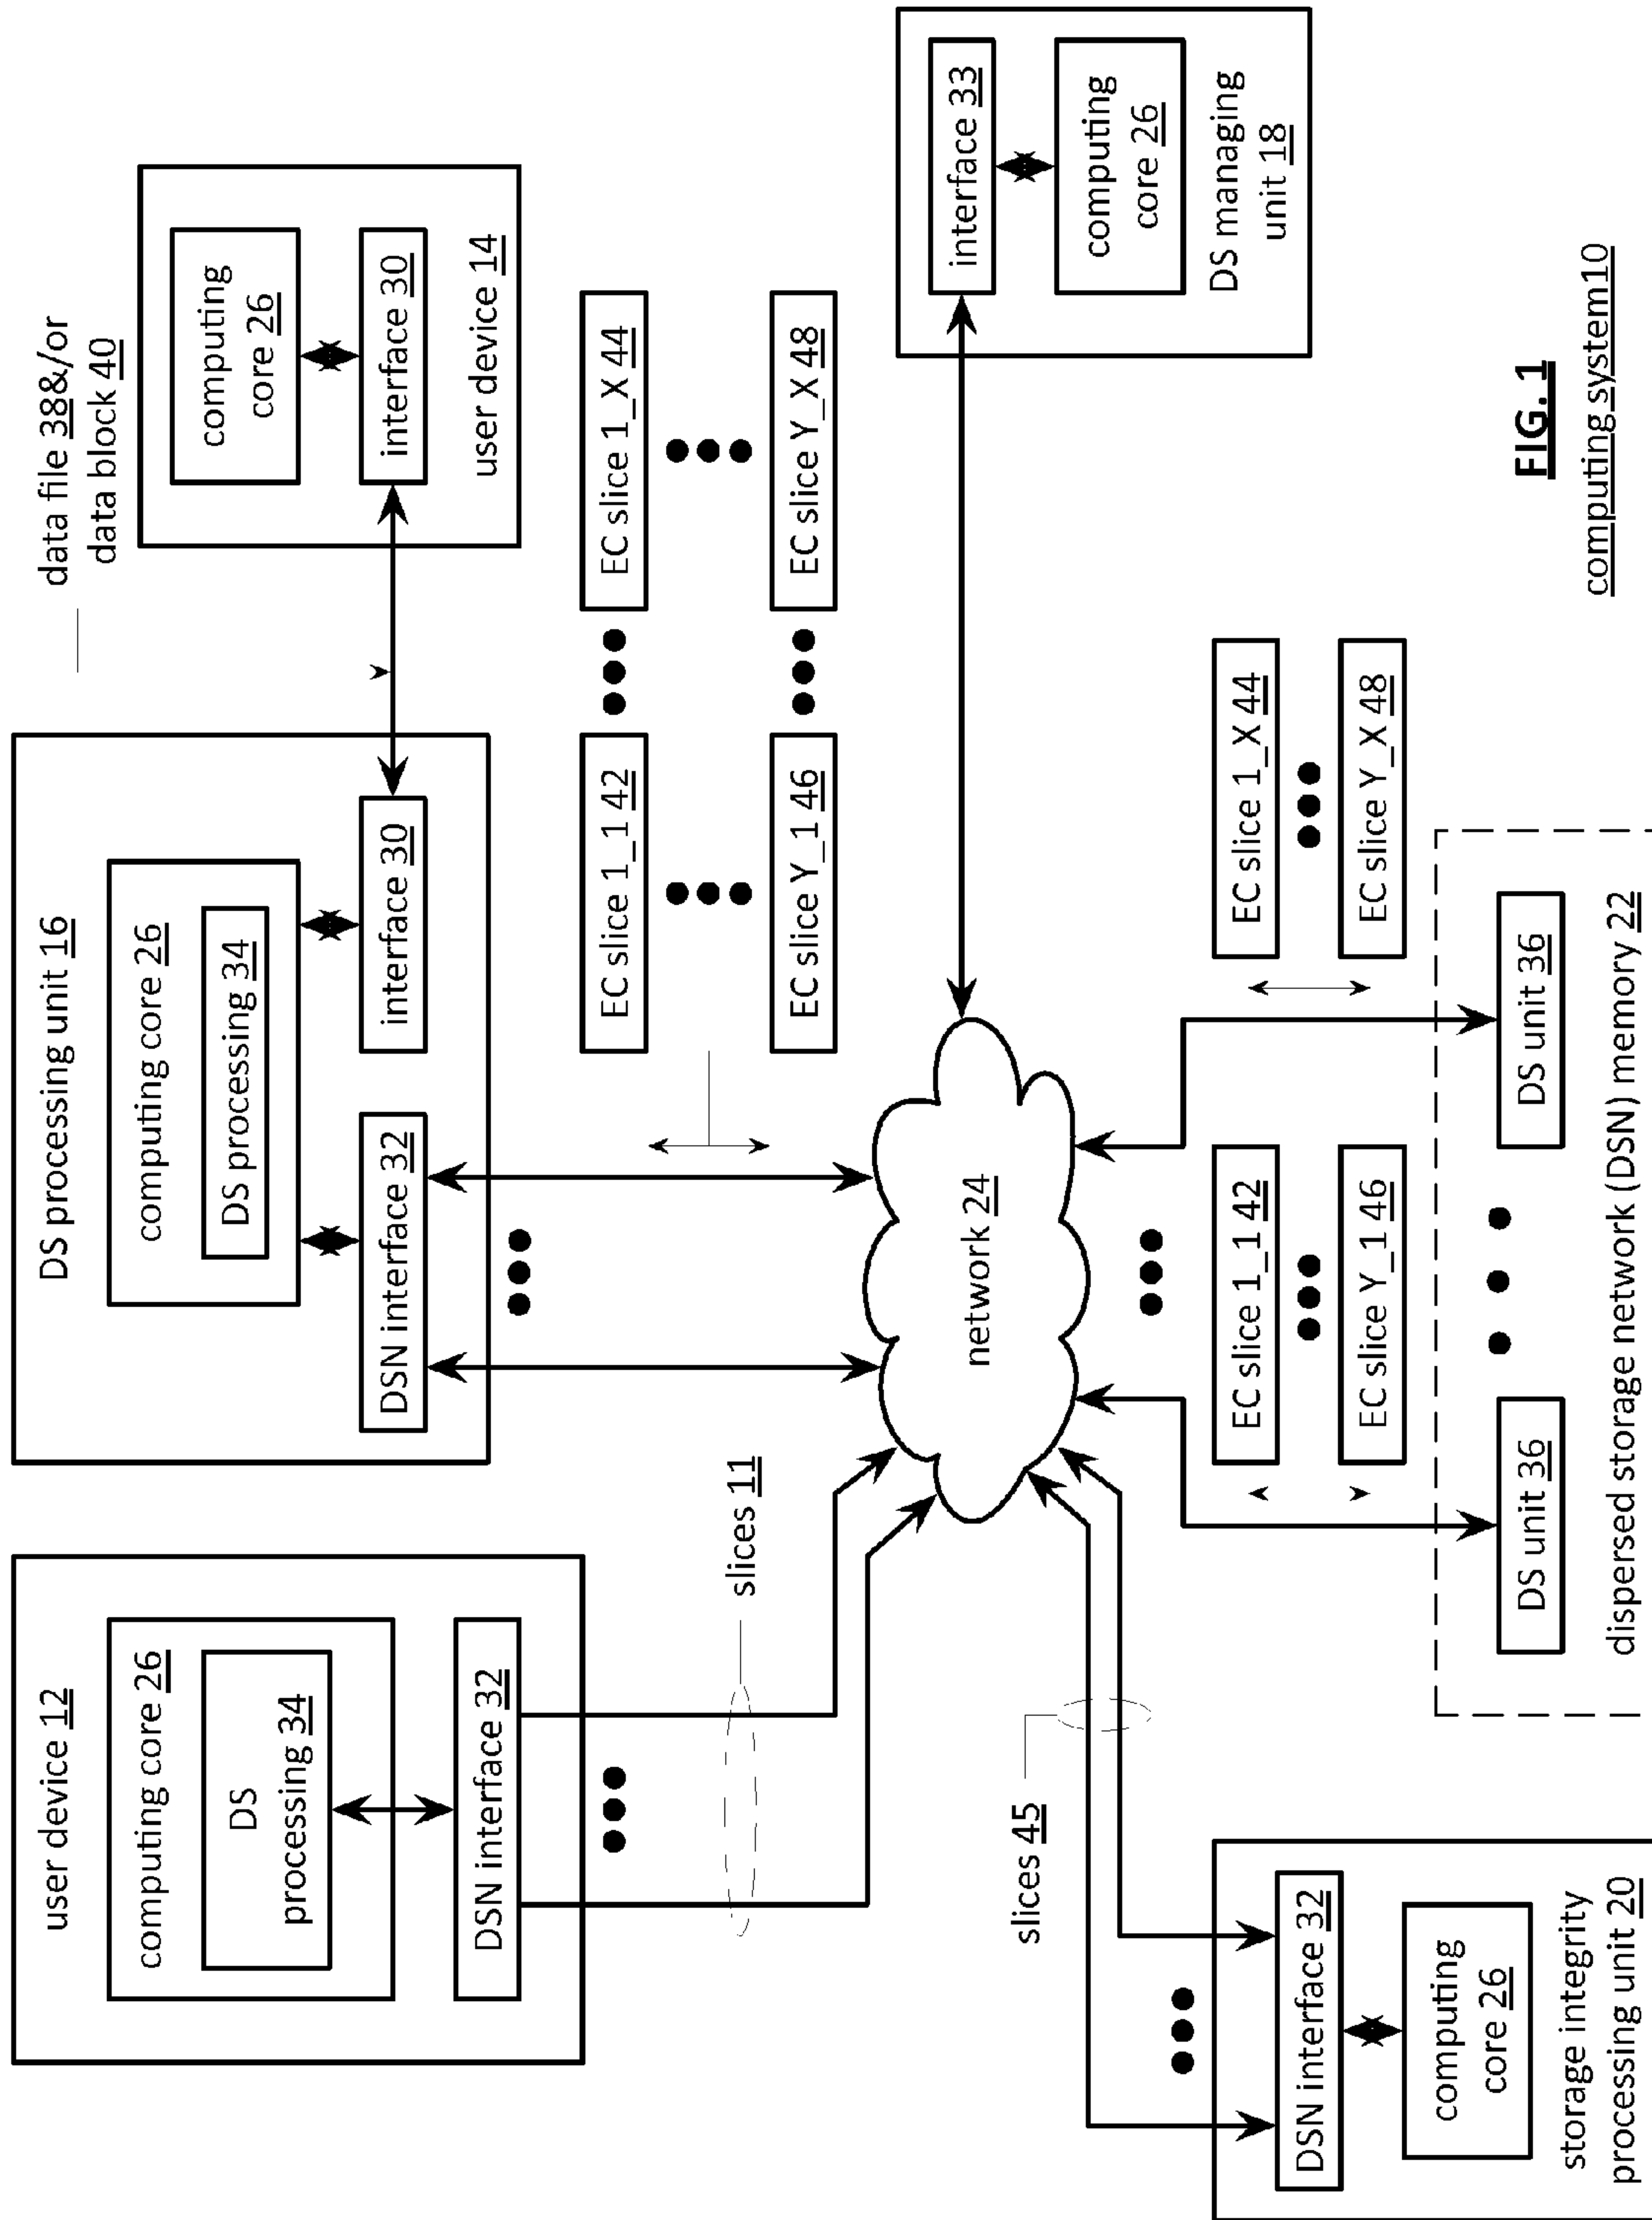 user device 12
computing core 26
DS
processing 34
DSN interface 32
slices 11
DS processing unit 16
computing core 26
DS processing 34
DSN interface 32
interface 30
data file 38&/or
data block 40
computing
core 26
interface 30
user device 14
EC slice 1_1 42
EC slice 1_X 44
EC slice Y_1 46
EC slice Y_X 48
network 24
interface 33
computing
core 26
DS managing
unit 18
slices 45
DSN interface 32
computing
core 26
storage integrity
processing unit 20
EC slice 1_1 42
EC slice Y_1 46
EC slice 1_X 44
EC slice Y_X 48
DS unit 36
DS unit 36
dispersed storage network (DSN) memory 22
FIG. 1
computing system10